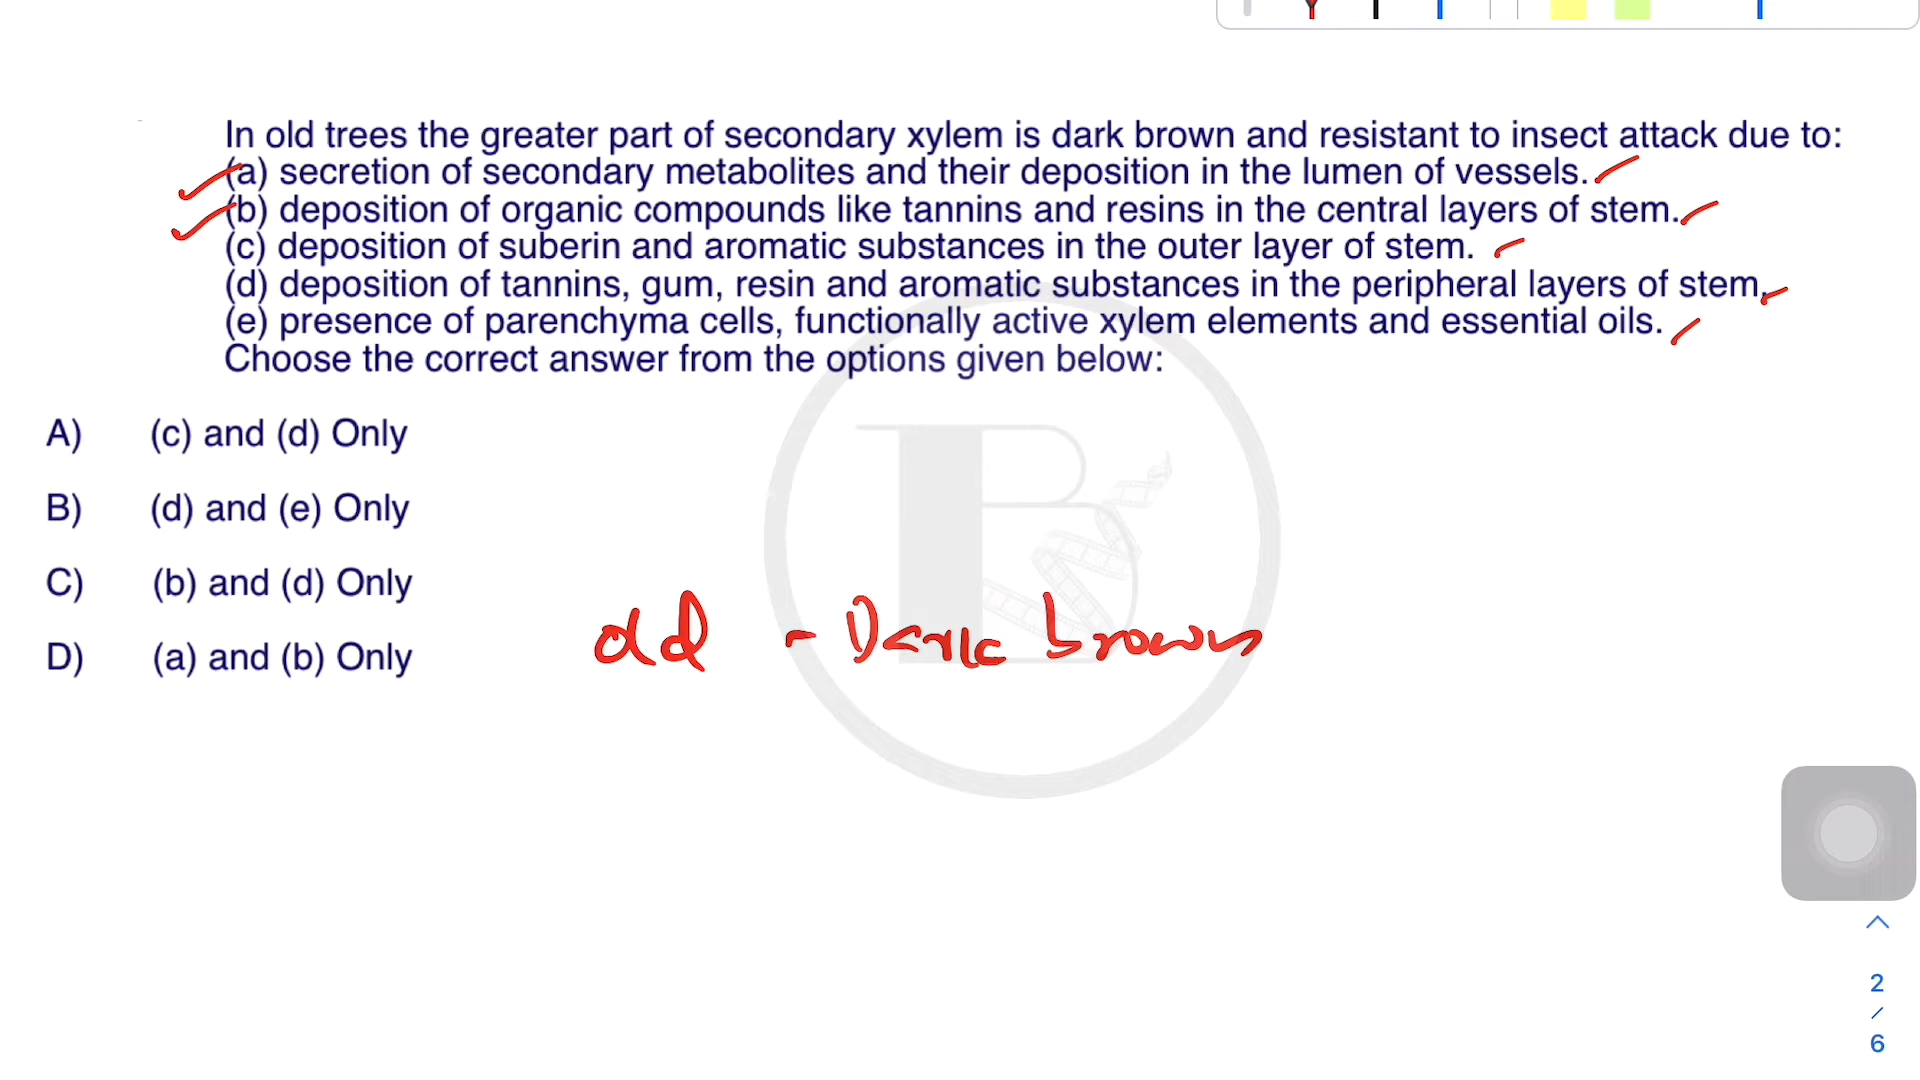 In old trees the greater part of secondary xylem is dark brown and resistant to insect attack due to:
(a) secretion of secondary metabolites and their deposition in the lumen of vessels.
(b) deposition of organic compounds like tannins and resins in the central layers of stem.
(c) deposition of suberin and aromatic substances in the outer layer of stem.
(d) deposition of tannins, gum, resin and aromatic substances in the peripheral layers of stem.
(e) presence of parenchyma cells, functionally active xylem elements and essential oils.
Choose the correct answer from the options given below:
A) (c) and (d) Only
B) (d) and (e) Only
C) (b) and (d) Only
D) (a) and (b) Only
old - Dark brown
B
2
/
6